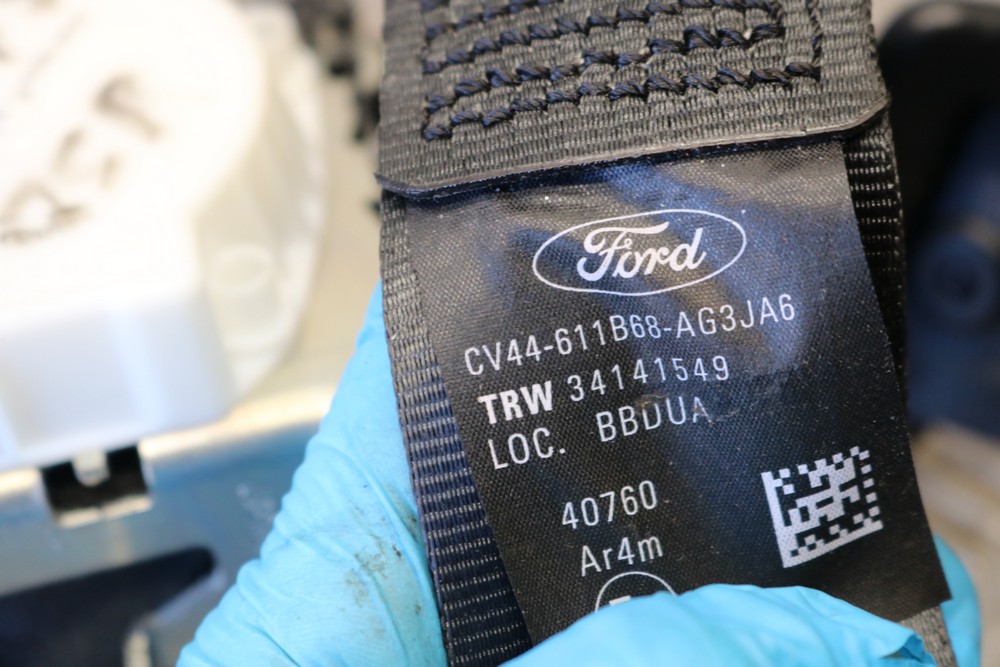 Ford
CV44-611B68-AG3JA6
TRW 34141549
LOC. BBDUA
40760
Ar4m